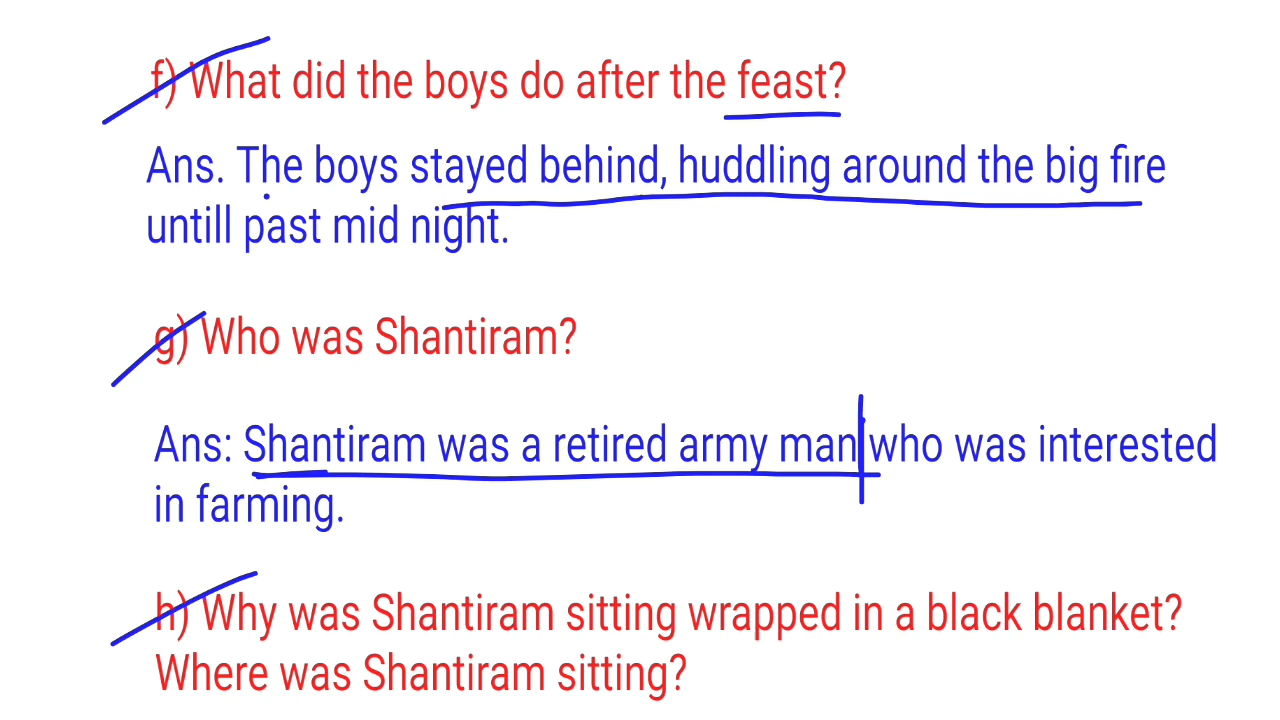 f) What did the boys do after the feast?
Ans. The boys stayed behind, huddling around the big fire
untill past mid night.
g) Who was Shantiram?
Ans: Shantiram was a retired army man who was interested
in farming.
h) Why was Shantiram sitting wrapped in a black blanket?
Where was Shantiram sitting?